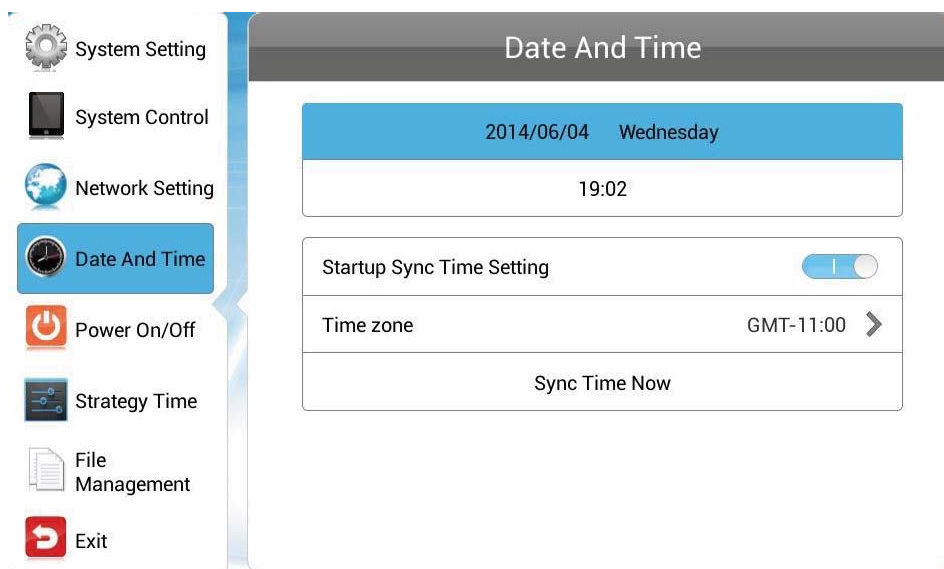 System Setting
System Control
Network Setting
Date And Time
Power On/Off
Strategy Time
File
Management
Exit
Date And Time
2014/06/04 Wednesday
19:02
Startup Sync Time Setting
Time zone GMT-11:00
Sync Time Now